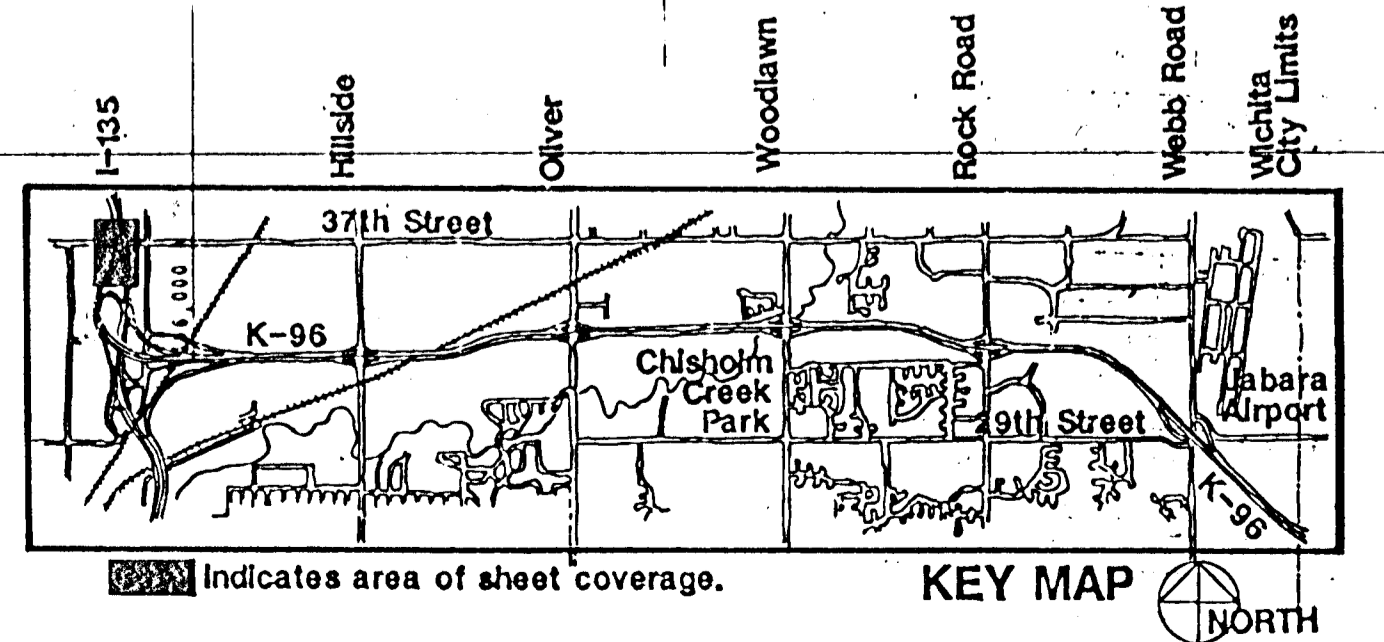 I-135
Hillside
Oliver
Woodlawn
Rock Road
Webb Road
Wichita
City Limits
37th Street
6 000
K-96
Chisholm
Creek
Park
29th Street
Jabara
Airport
K-96
Indicates area of sheet coverage.
KEY MAP
NORTH